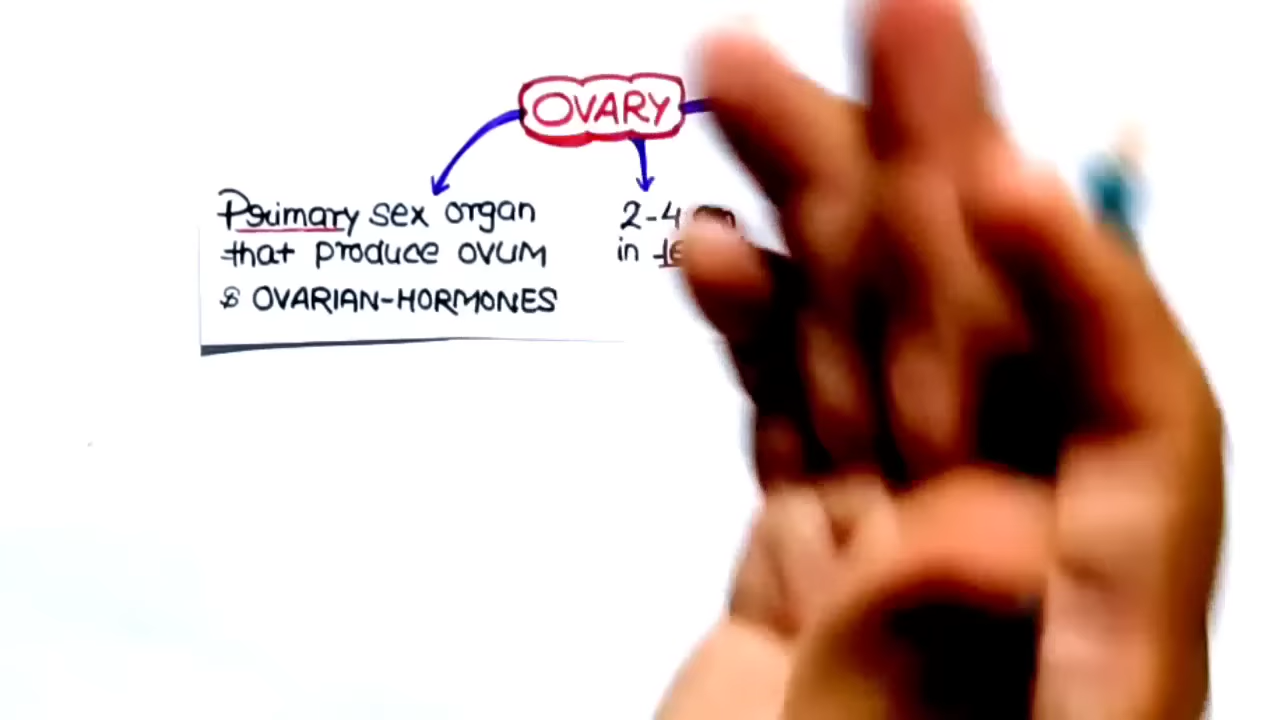 OVARY
Primary sex organ
that produce OVUM
& OVARIAN-HORMONES
2-4
in